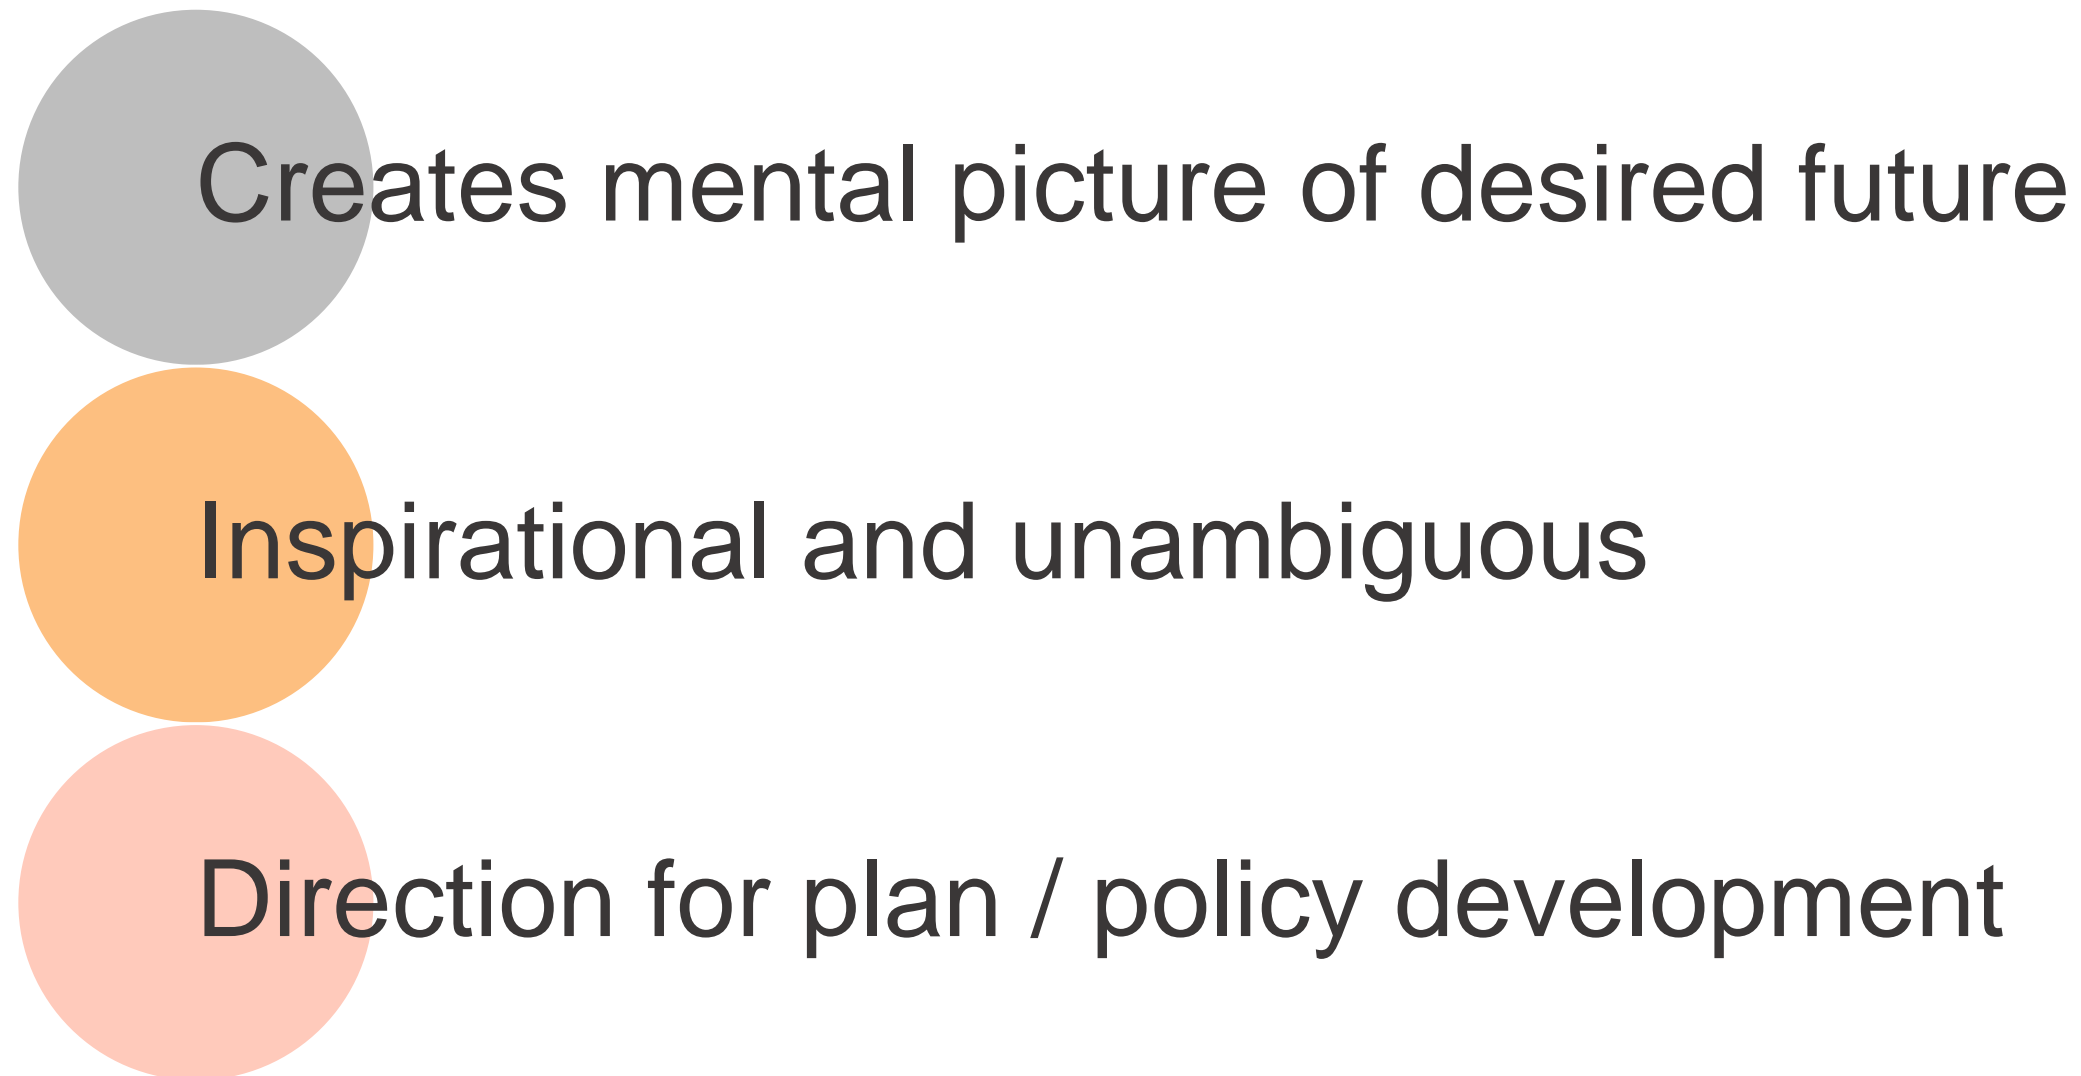 Creates mental picture of desired future
Inspirational and unambiguous
Direction for plan / policy development